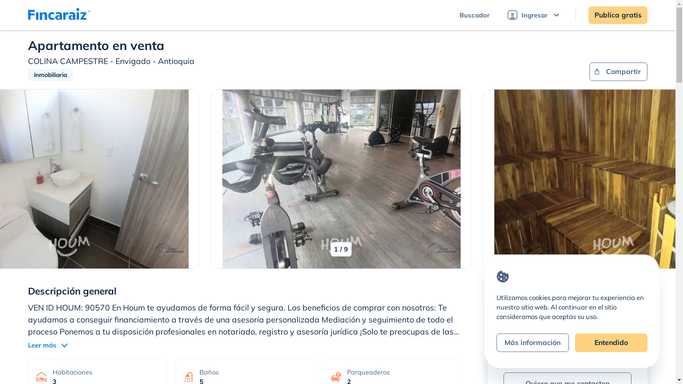 Fincaraiz
Buscador
Ingresar
Publica gratis
Apartamento en venta
COLINA CAMPESTRE - Envigado - Antioquia
Inmobiliaria
Compartir
HOUM
HOUM
HOUM
1 / 9
Descripción general
VEN ID HOUM: 90570 En Houm te ayudamos de forma fácil y segura. Los beneficios de comprar con nosotros: Te
ayudamos a conseguir financiamiento a través de una asesoría personalizada Mediación y seguimiento de todo el
proceso Ponemos a tu disposición profesionales en notariado, registro y asesoría jurídica ¡Solo te preocupas de las...
Leer más
Habitaciones
3
Baños
5
Parqueaderos
2
Utilizamos cookies para mejorar tu experiencia en
nuestro sitio web. Al continuar en el sitio
consideramos que aceptas su uso.
Más información
Entendido
Quiero que me contacten